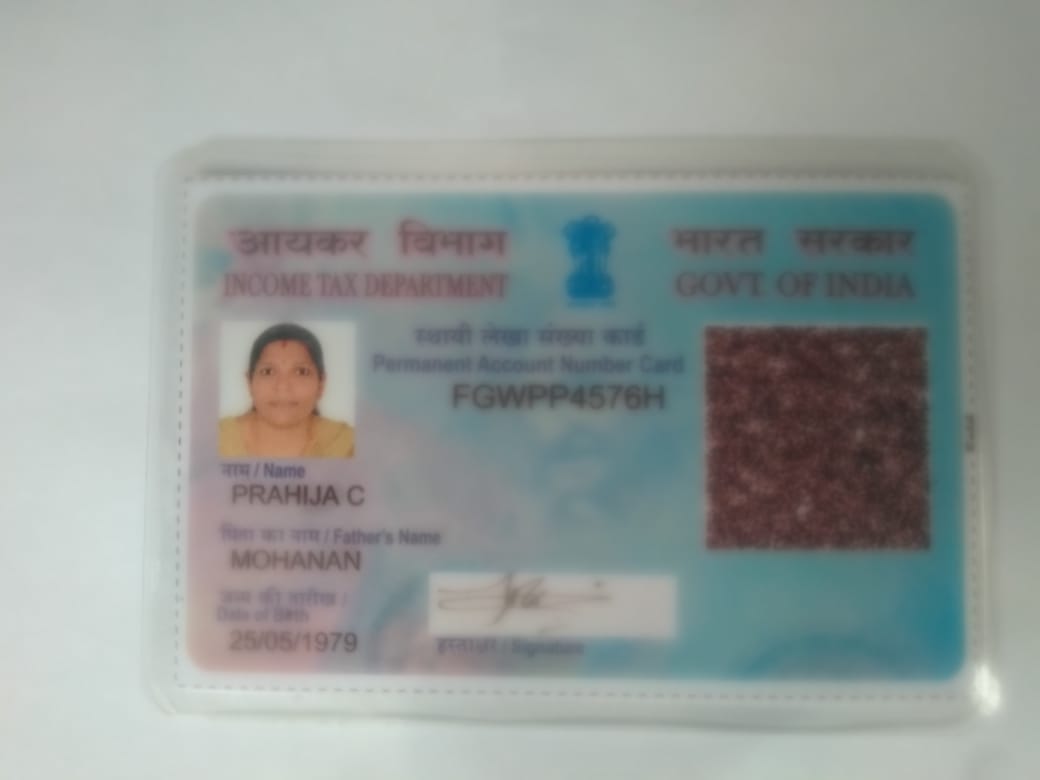 आयकर विभाग
INCOME TAX DEPARTMENT
भारत सरकार
GOVT. OF INDIA
स्थायी लेखा संख्या कार्ड
Permanent Account Number Card
FGWPP4576H
नाम / Name
PRAHIJA C
पिता का नाम / Father's Name
MOHANAN
जन्म की तारीख /
Date of Birth
25/05/1979
हस्ताक्षर / Signature